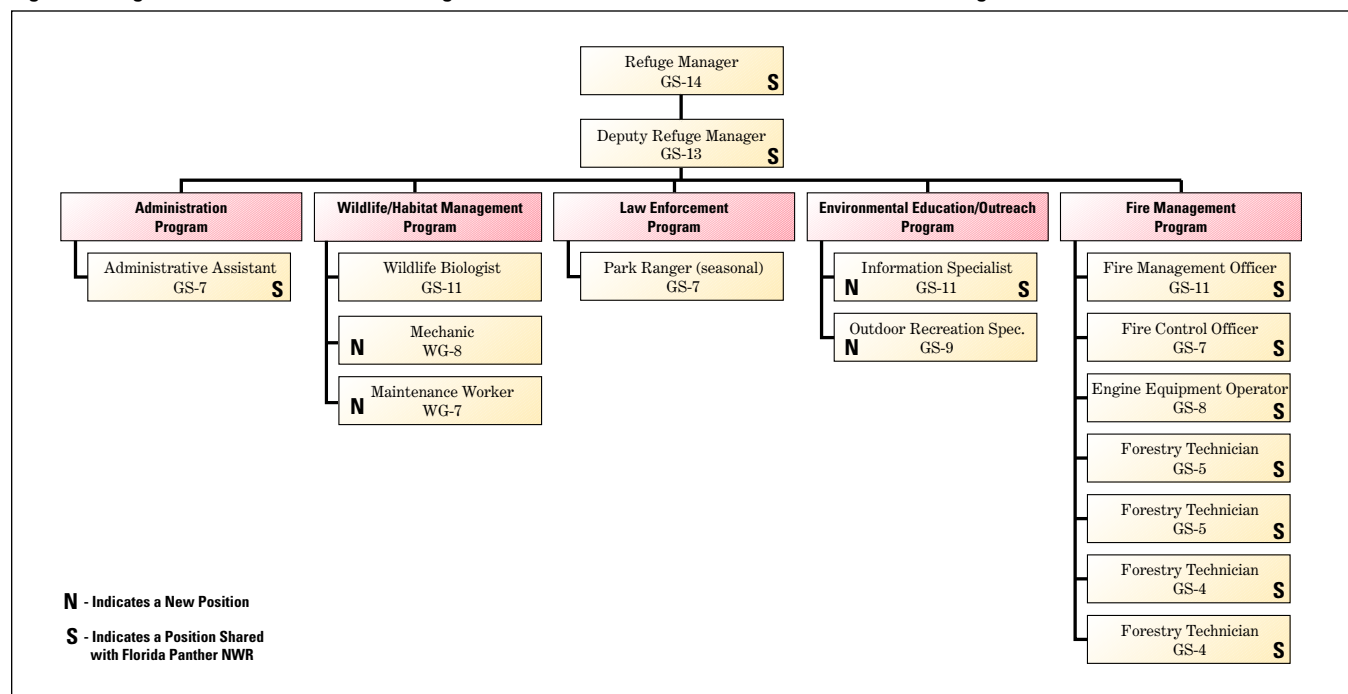 Refuge Manager
GS-14
S
Deputy Refuge Manager
GS-13
S
Administration
Program
Administrative Assistant
GS-7
S
Wildlife/Habitat Management
Program
Wildlife Biologist
GS-11
Mechanic
WG-8
N
Maintenance Worker
WG-7
N
Law Enforcement
Program
Park Ranger (seasonal)
GS-7
Environmental Education/Outreach
Program
Information Specialist
GS-11
N
S
Outdoor Recreation Spec.
GS-9
N
Fire Management
Program
Fire Management Officer
GS-11
S
Fire Control Officer
GS-7
S
Engine Equipment Operator
GS-8
S
Forestry Technician
GS-5
S
Forestry Technician
GS-5
S
Forestry Technician
GS-4
S
Forestry Technician
GS-4
S
N - Indicates a New Position
S - Indicates a Position Shared
with Florida Panther NWR